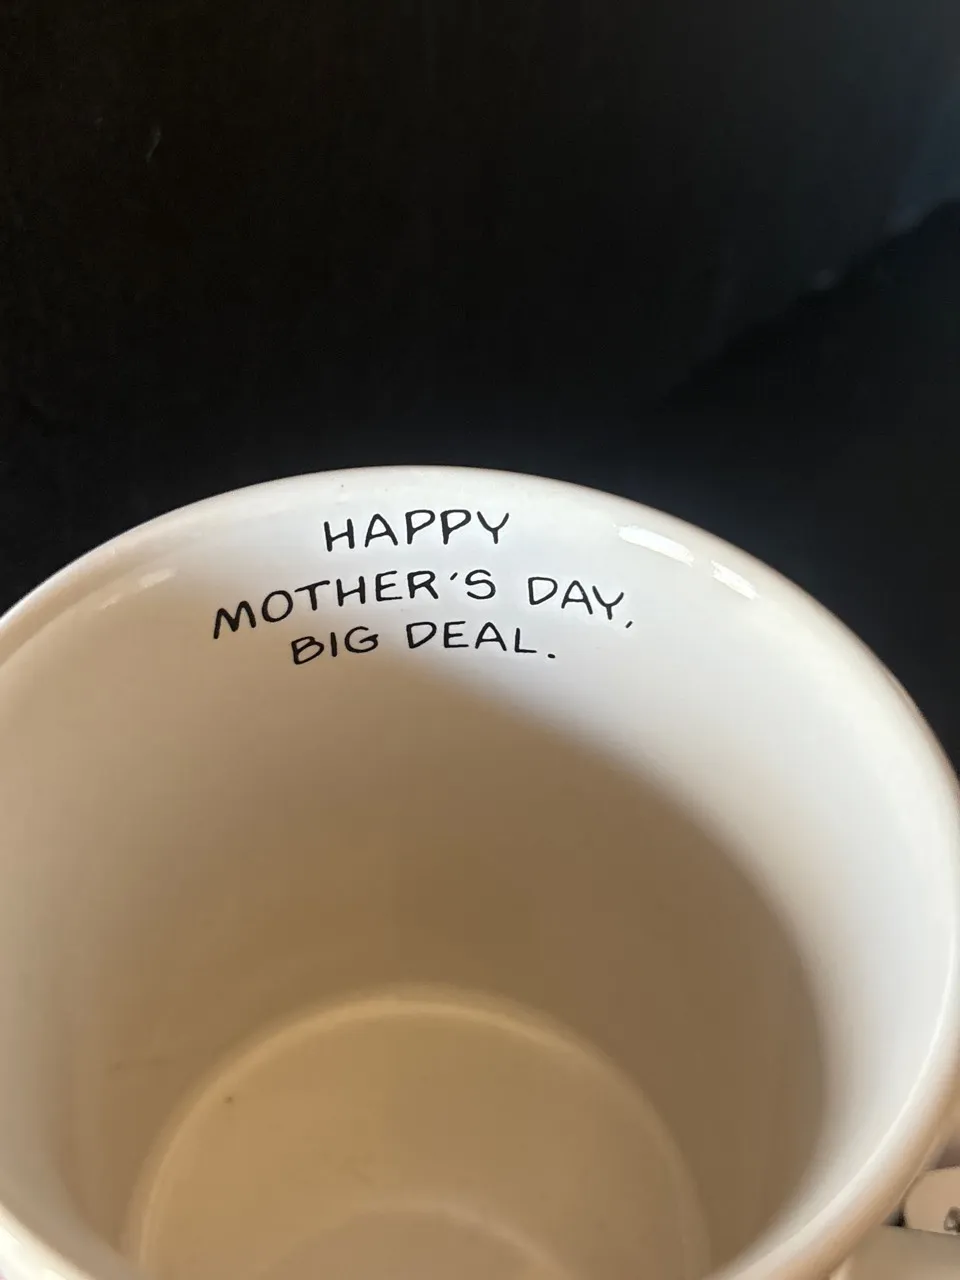 HAPPY
MOTHER'S DAY,
BIG DEAL.